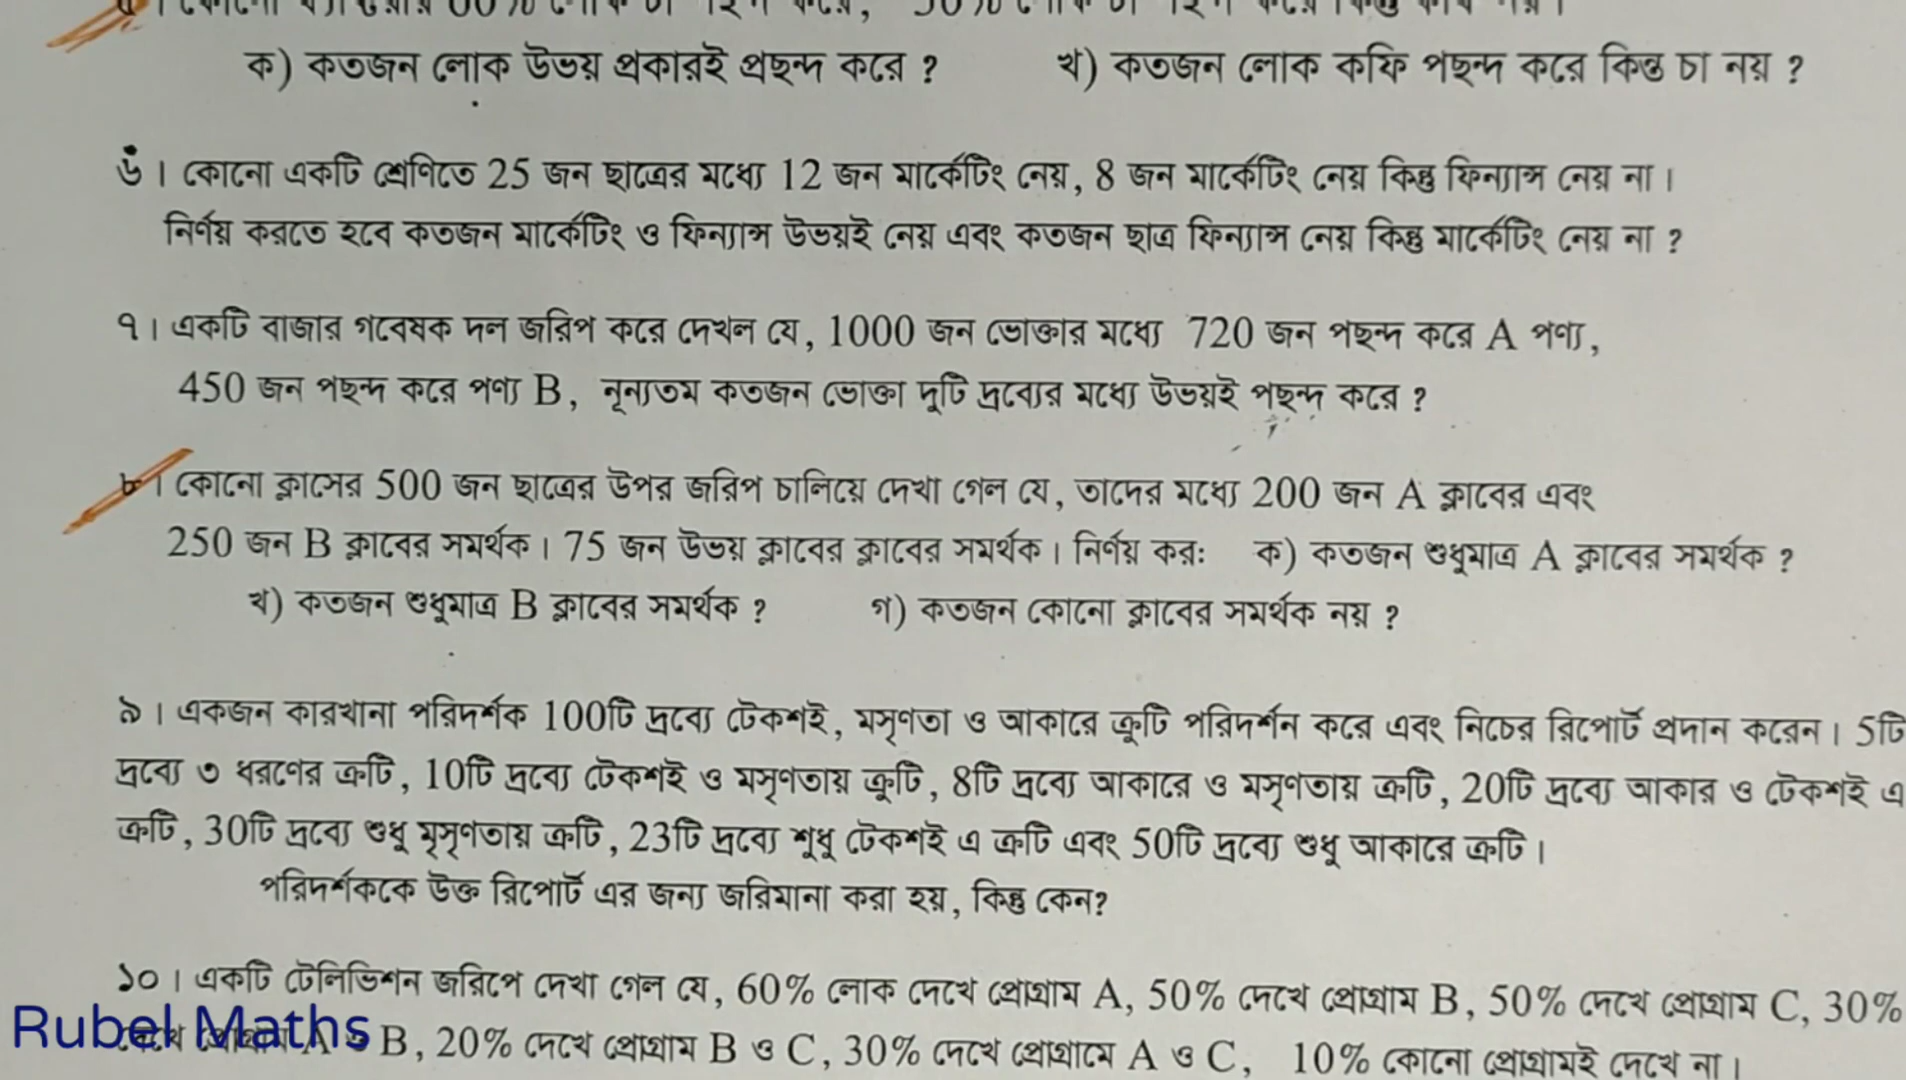 ক) কতজন লোক উভয় প্রকারই প্রছন্দ করে ? খ) কতজন লোক কফি পছন্দ করে কিন্তু চা নয় ?
৬। কোনো একটি শ্রেণিতে 25 জন ছাত্রের মধ্যে 12 জন মার্কেটিং নেয়, 8 জন মার্কেটিং নেয় কিন্তু ফিন্যান্স নেয় না।
নির্ণয় করতে হবে কতজন মার্কেটিং ও ফিন্যান্স উভয়ই নেয় এবং কতজন ছাত্র ফিন্যান্স নেয় কিন্তু মার্কেটিং নেয় না ?
৭। একটি বাজার গবেষক দল জরিপ করে দেখল যে, 1000 জন ভোক্তার মধ্যে 720 জন পছন্দ করে A পণ্য,
450 জন পছন্দ করে পণ্য B, নূন্যতম কতজন ভোক্তা দুটি দ্রব্যের মধ্যে উভয়ই পছন্দ করে ?
৮। কোনো ক্লাসের 500 জন ছাত্রের উপর জরিপ চালিয়ে দেখা গেল যে, তাদের মধ্যে 200 জন A ক্লাবের এবং
250 জন B ক্লাবের সমর্থক। 75 জন উভয় ক্লাবের ক্লাবের সমর্থক। নির্ণয় কর: ক) কতজন শুধুমাত্র A ক্লাবের সমর্থক ?
খ) কতজন শুধুমাত্র B ক্লাবের সমর্থক ? গ) কতজন কোনো ক্লাবের সমর্থক নয় ?
৯। একজন কারখানা পরিদর্শক 100টি দ্রব্যে টেকশই, মসৃণতা ও আকারে ক্রুটি পরিদর্শন করে এবং নিচের রিপোর্ট প্রদান করেন। 5টি
দ্রব্যে ৩ ধরণের ক্রটি, 10টি দ্রব্যে টেকশই ও মসৃণতায় ক্রুটি, 8টি দ্রব্যে আকারে ও মসৃণতায় ক্রটি, 20টি দ্রব্যে আকার ও টেকশই এ
ক্রটি, 30টি দ্রব্যে শুধু মৃসৃণতায় ক্রটি, 23টি দ্রব্যে শূধু টেকশই এ ক্রটি এবং 50টি দ্রব্যে শুধু আকারে ক্রটি।
পরিদর্শককে উক্ত রিপোর্ট এর জন্য জরিমানা করা হয়, কিন্তু কেন?
১০। একটি টেলিভিশন জরিপে দেখা গেল যে, 60% লোক দেখে প্রোগ্রাম A, 50% দেখে প্রোগ্রাম B, 50% দেখে প্রোগ্রাম C, 30%
B, 20% দেখে প্রোগ্রাম B ও C, 30% দেখে প্রোগ্রামে A ও C, 10% কোনো প্রোগ্রামই দেখে না।
Rubel Maths